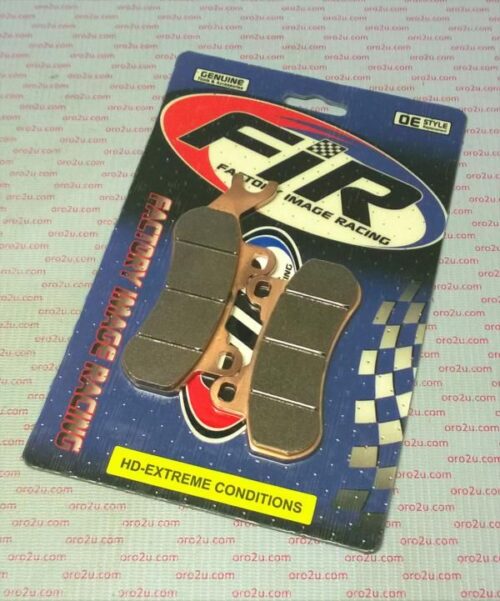 GENUINE
OE STYLE
FiR
FACTORY IMAGE RACING
FACTORY IMAGE RACING
HD-EXTREME CONDITIONS
oro2u.com